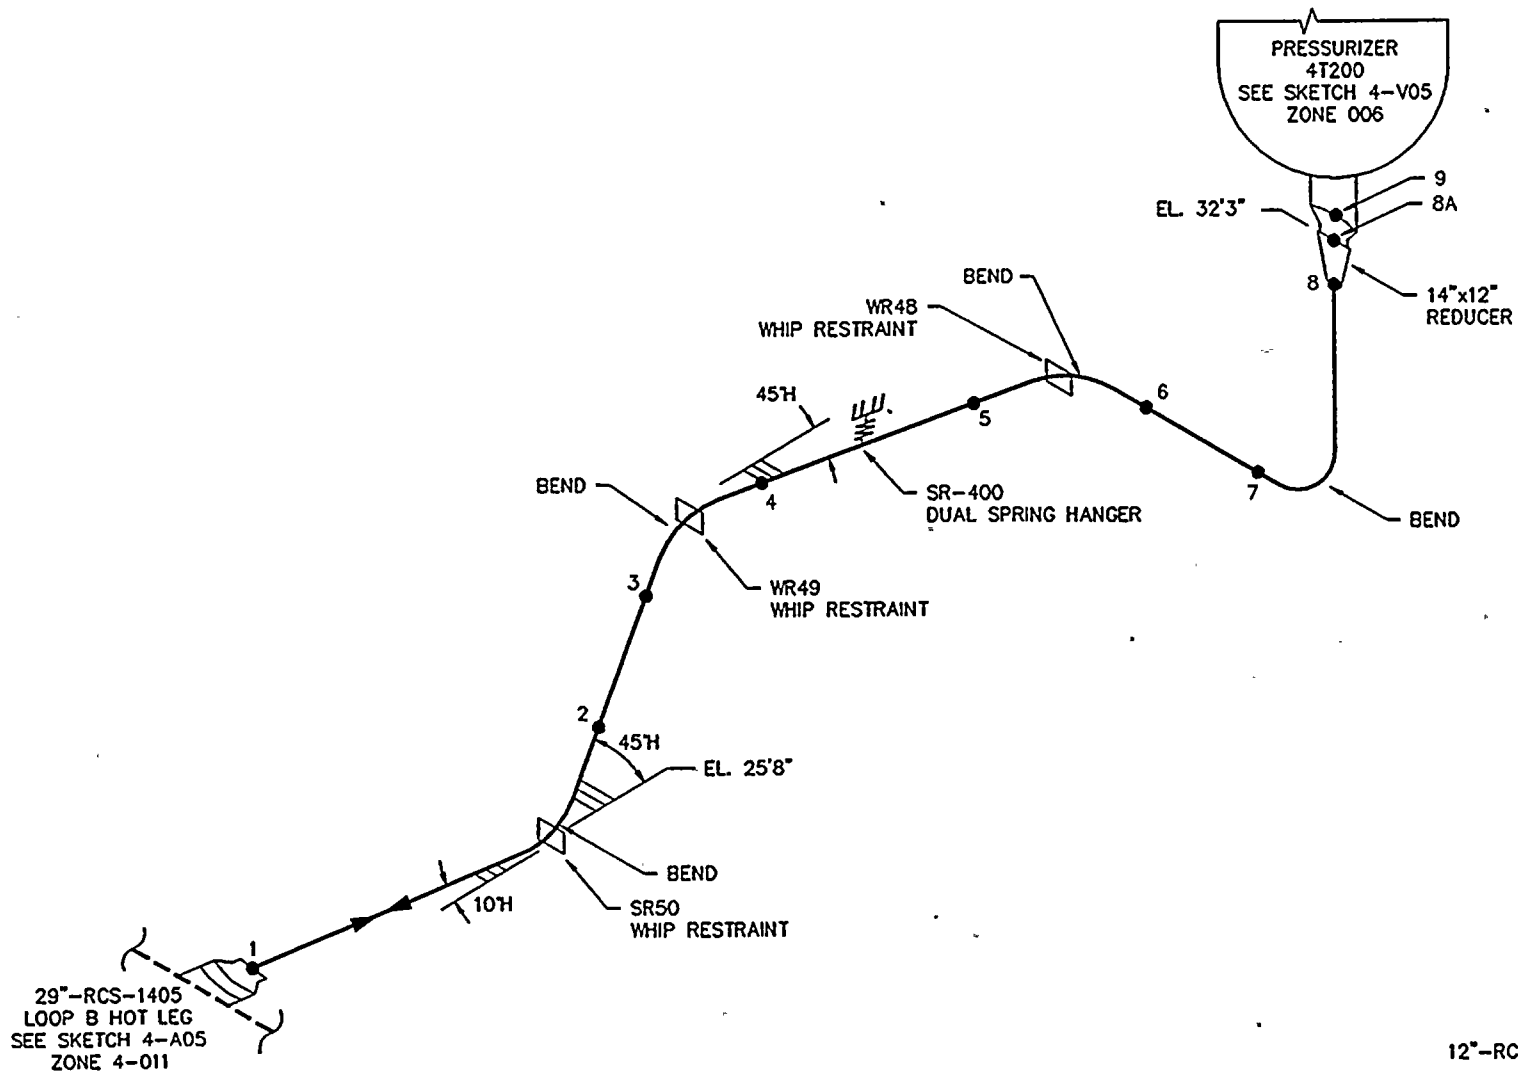 PRESSURIZER
4T200
SEE SKETCH 4-V05
ZONE 006
9
8A
EL. 32'3"
8
14"x12"
REDUCER
BEND
WR48
WHIP RESTRAINT
6
5
45°H
7
BEND
SR-400
DUAL SPRING HANGER
4
BEND
WR49
WHIP RESTRAINT
3
2
45°H
EL. 25'8"
BEND
SR50
WHIP RESTRAINT
10°H
1
29"-RCS-1405
LOOP B HOT LEG
SEE SKETCH 4-A05
ZONE 4-011
12"-RC